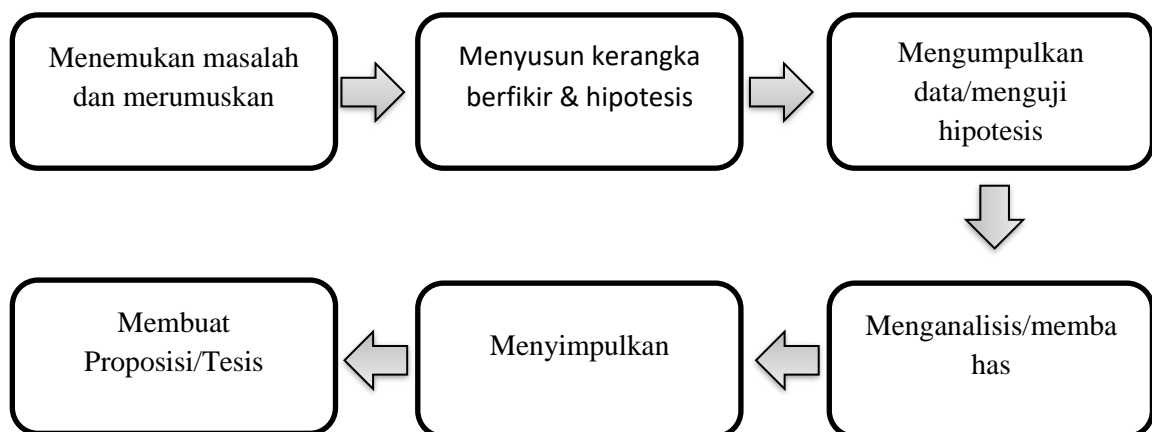 Menemukan masalah
dan merumuskan
Menyusun kerangka
berfikir & hipotesis
Mengumpulkan
data/menguji
hipotesis
Menganalisis/memba
has
Menyimpulkan
Membuat
Proposisi/Tesis